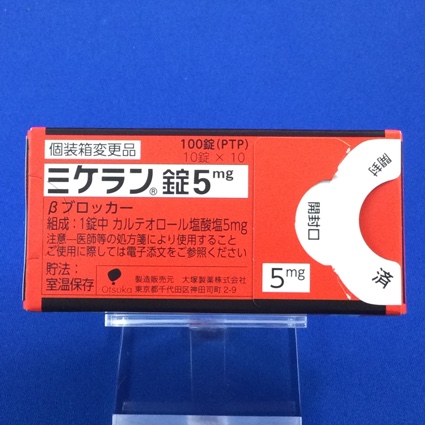 個装箱変更品
100錠(PTP)
10錠 × 10
ミケラン® 錠5mg
βブロッカー
組成:1錠中 カルテオロール塩酸塩5mg
注意―医師等の処方箋により使用すること
ご使用に際しては電子添文をご参照ください
貯法:
室温保存
Otsuka
製造販売元 大塚製薬株式会社
東京都千代田区神田司町2-9
5mg
開封口
開封
済